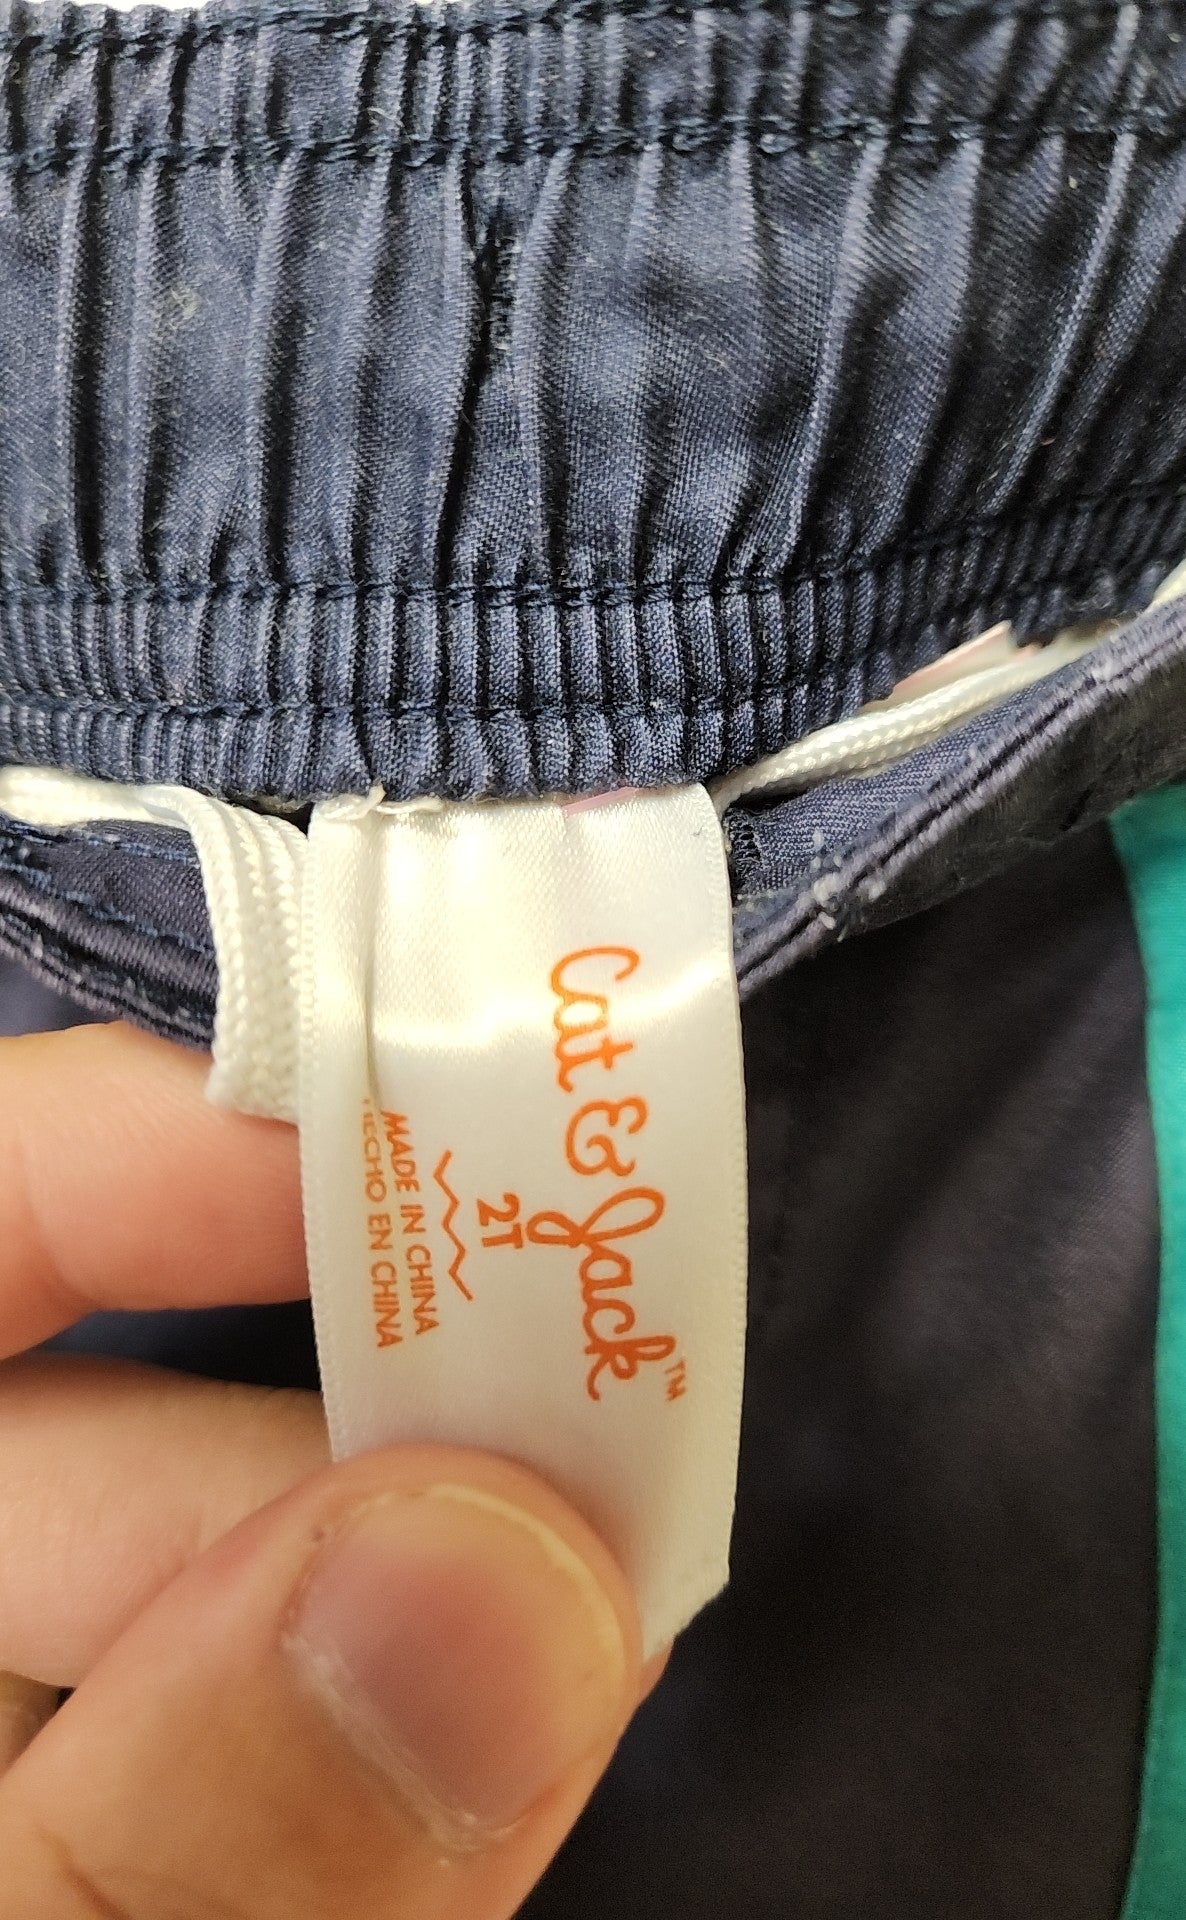 Cat & Jack™
2T
MADE IN CHINA
HECHO EN CHINA